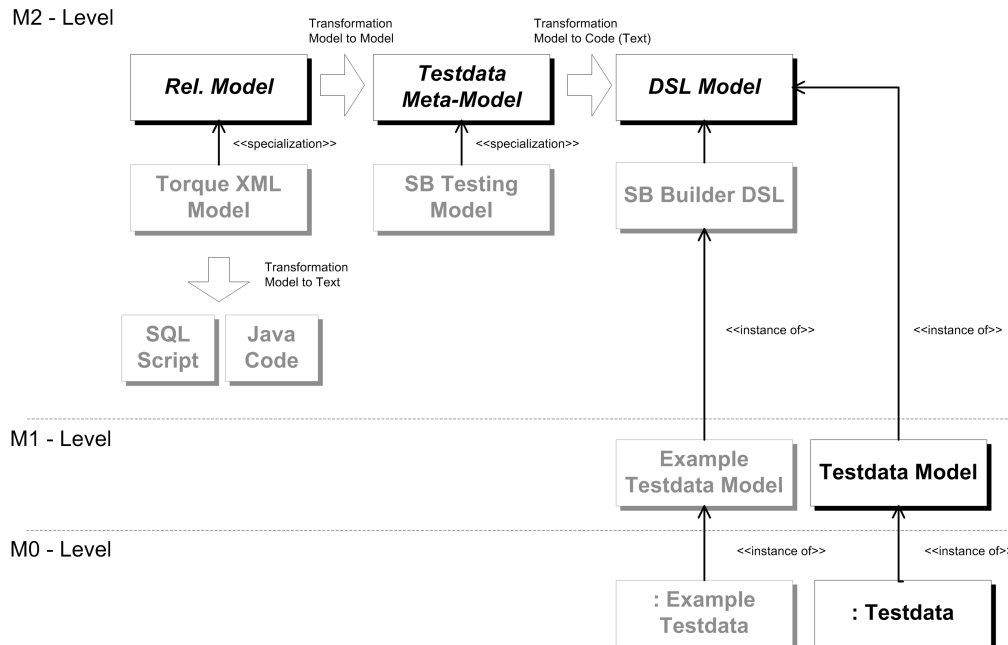 M2 - Level
Transformation
Model to Model
Transformation
Model to Code (Text)
Rel. Model
Testdata
Meta-Model
DSL Model
<<specialization>>
<<specialization>>
Torque XML
Model
SB Testing
Model
SB Builder DSL
Transformation
Model to Text
SQL
Script
Java
Code
<<instance of>>
<<instance of>>
M1 - Level
Example
Testdata Model
Testdata Model
M0 - Level
<<instance of>>
<<instance of>
: Example
Testdata
: Testdata